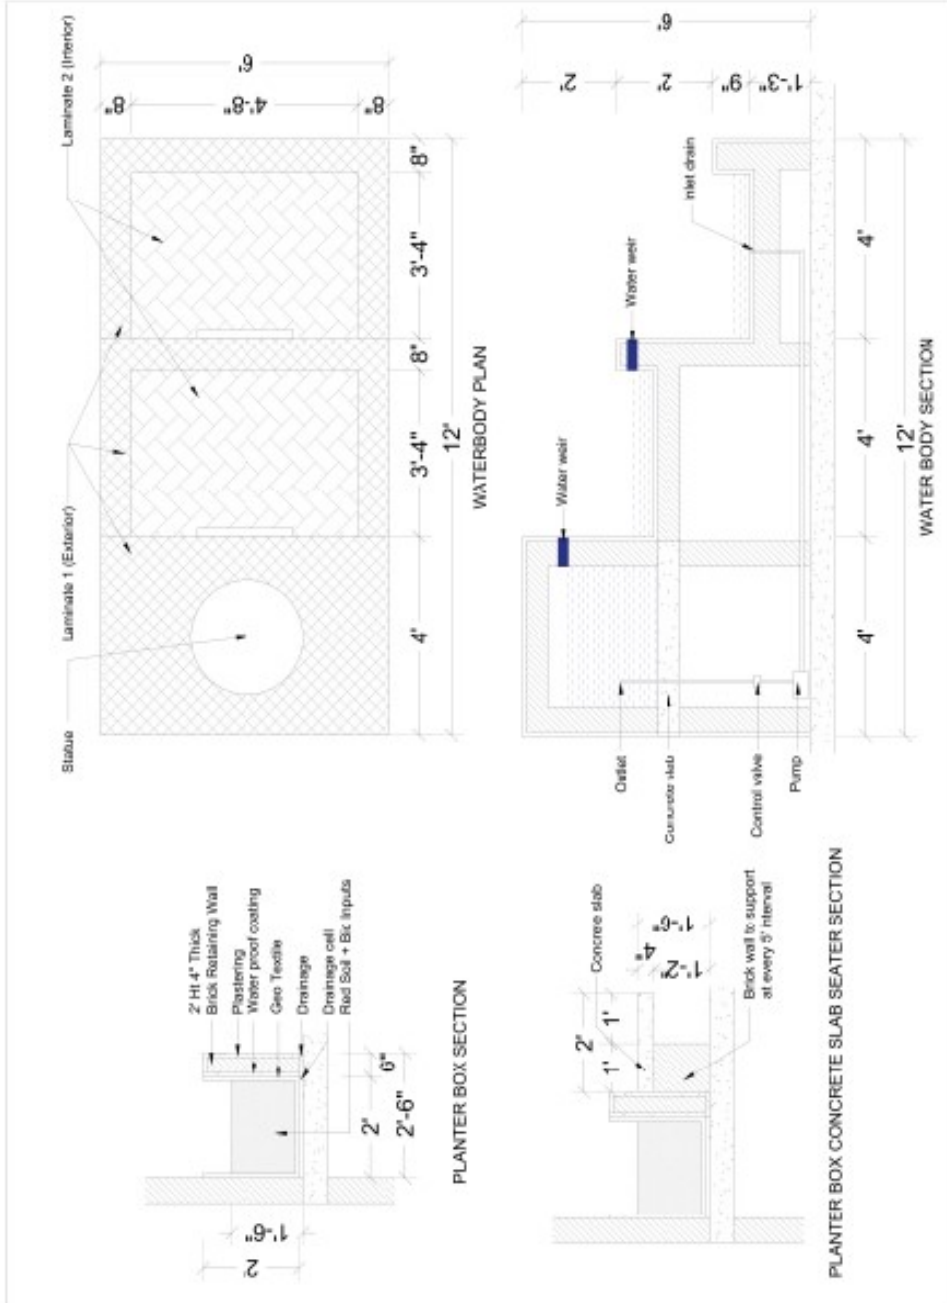 Statue
Laminate 1 (Exterior)
Laminate 2 (Interior)
8"
4'-8"
8"
6'
4'
3'-4"
8"
3'-4"
8"
12'
WATERBODY PLAN
2' Ht 4" Thick
Brick Retaining Wall
Plastering
Water proof coating
Geo Textile
Drainage
Drainage cell
Red Soil + Bio Inputs
2'
1'-6"
2'
6"
2'-6"
PLANTER BOX SECTION
Water weir
Water weir
Inlet drain
Outlet
Concrete slab
Control valve
Pump
2'
2'
9"
1'-3"
6'
4'
4'
4'
12'
WATER BODY SECTION
Concrete slab
2'
1'
1'
4"
1'-2"
1'-6"
Brick wall to support
at every 5' interval
PLANTER BOX CONCRETE SLAB SEATER SECTION